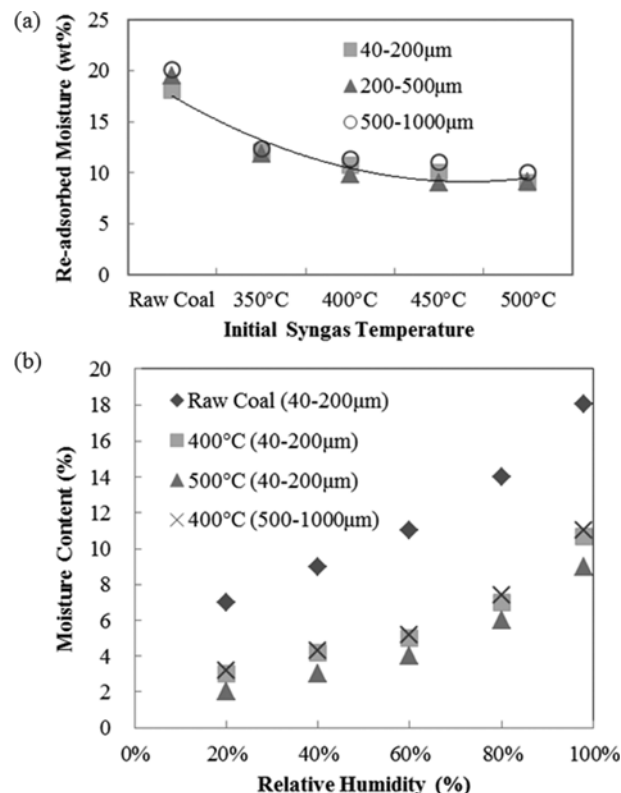 (a)
40-200μm
200-500μm
500-1000μm
25
20
15
10
5
0
Re-adsorbed Moisture (wt%)
Raw Coal 350°C 400°C 450°C 500°C
Initial Syngas Temperature
(b)
20
18
16
14
12
10
8
6
4
2
0
Moisture Content (%)
Raw Coal (40-200μm)
400°C (40-200μm)
500°C (40-200μm)
400°C (500-1000μm)
0% 20% 40% 60% 80% 100%
Relative Humidity (%)